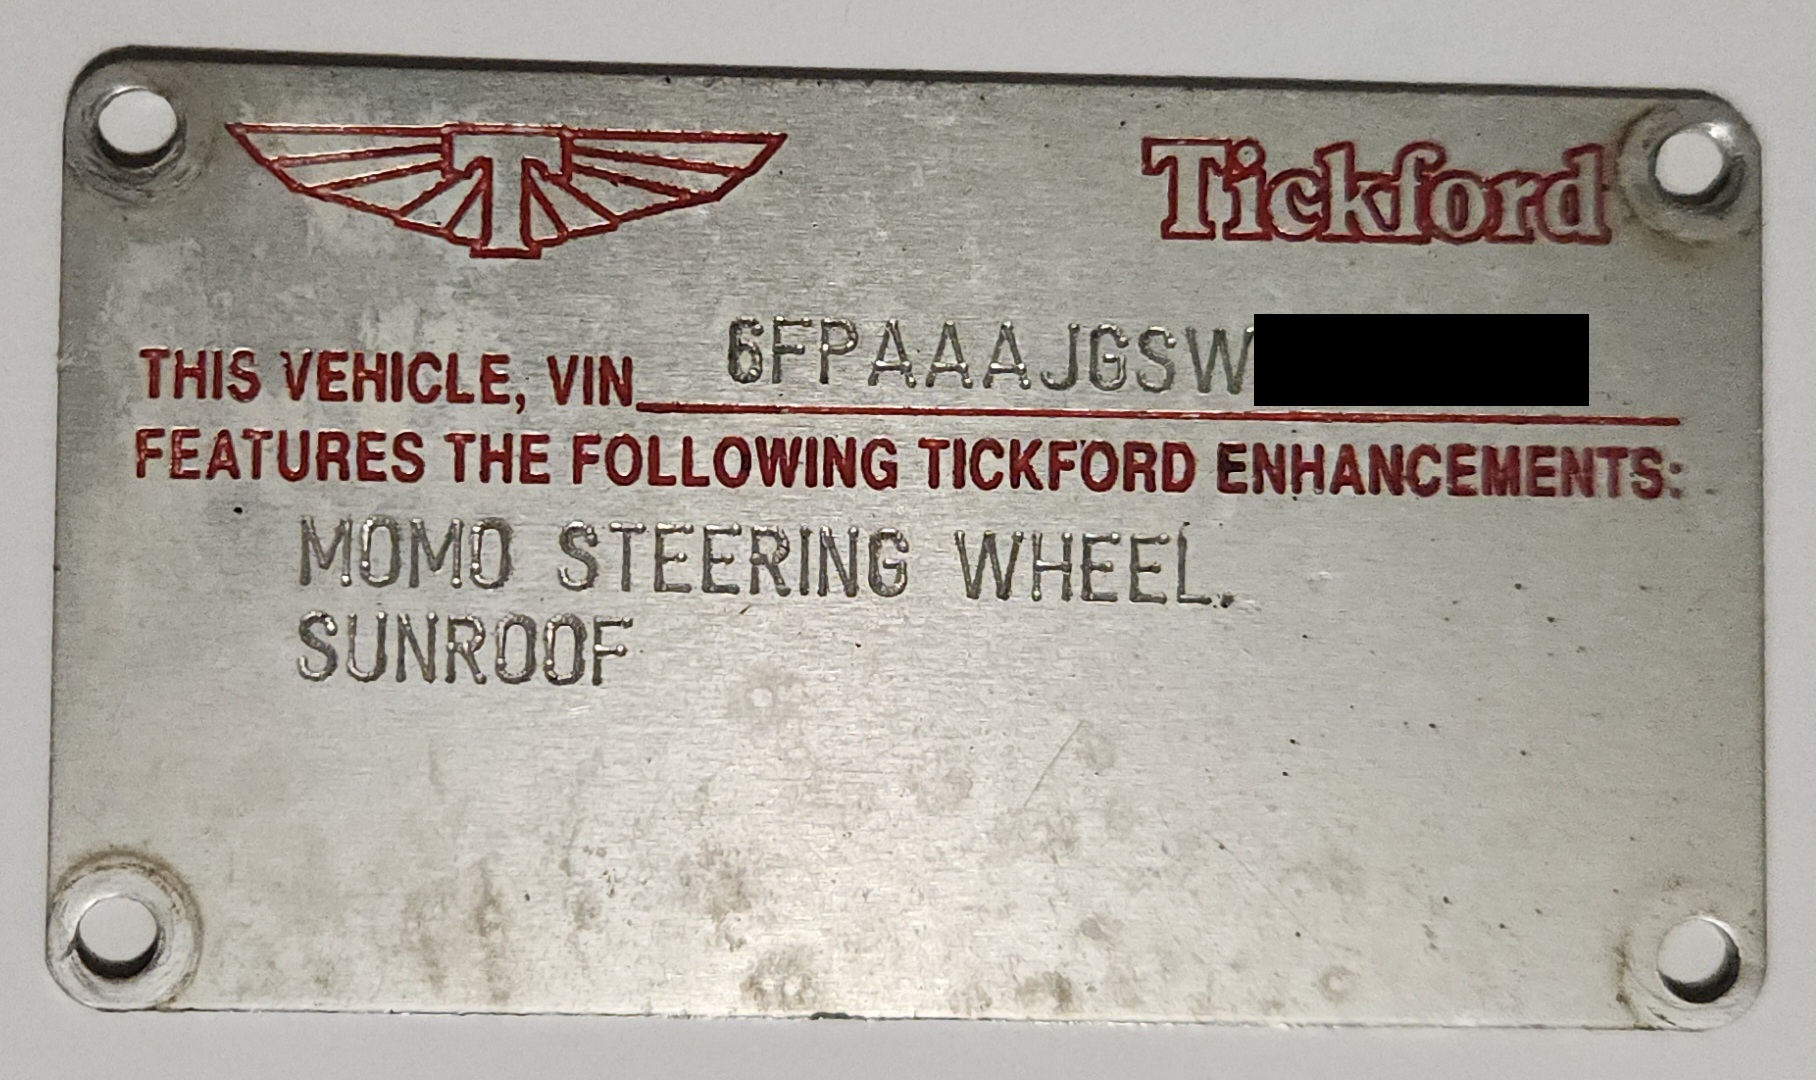 Tickford
THIS VEHICLE, VIN 6FPAAAJGSW
FEATURES THE FOLLOWING TICKFORD ENHANCEMENTS:
MOMO STEERING WHEEL.
SUNROOF